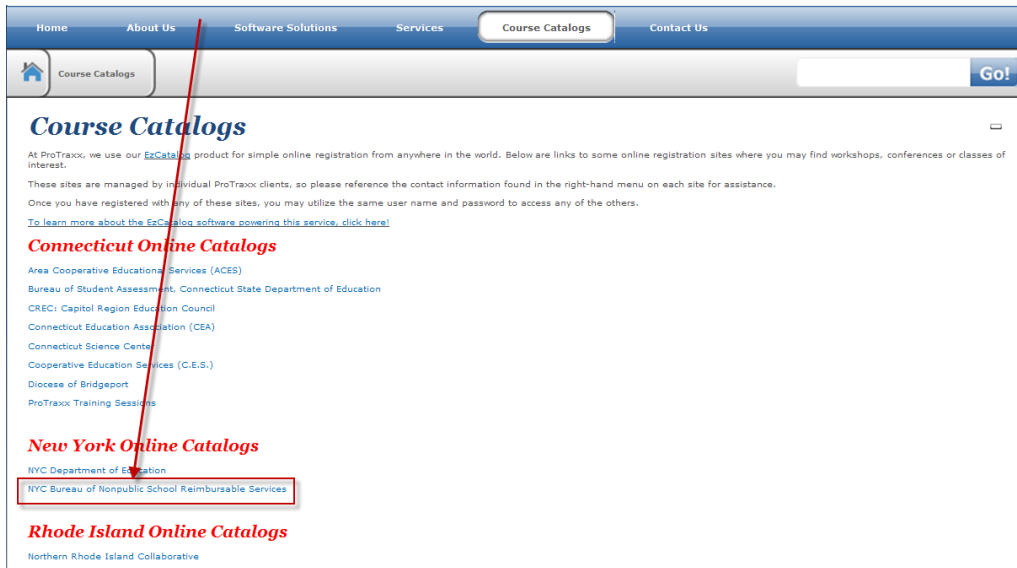 Home About Us Software Solutions Services Course Catalogs Contact Us
Course Catalogs Go!
Course Catalogs
At ProTraxx, we use our EzCatalog product for simple online registration from anywhere in the world. Below are links to some online registration sites where you may find workshops, conferences or classes of
interest.
These sites are managed by individual ProTraxx clients, so please reference the contact information found in the right-hand menu on each site for assistance.
Once you have registered with any of these sites, you may utilize the same user name and password to access any of the others.
To learn more about the EzCatalog software powering this service, click here!
Connecticut Online Catalogs
Area Cooperative Educational Services (ACES)
Bureau of Student Assessment, Connecticut State Department of Education
CREC: Capitol Region Education Council
Connecticut Education Association (CEA)
Connecticut Science Center
Cooperative Education Services (C.E.S.)
Diocese of Bridgeport
ProTraxx Training Sessions
New York Online Catalogs
NYC Department of Education
NYC Bureau of Nonpublic School Reimbursable Services
Rhode Island Online Catalogs
Northern Rhode Island Collaborative